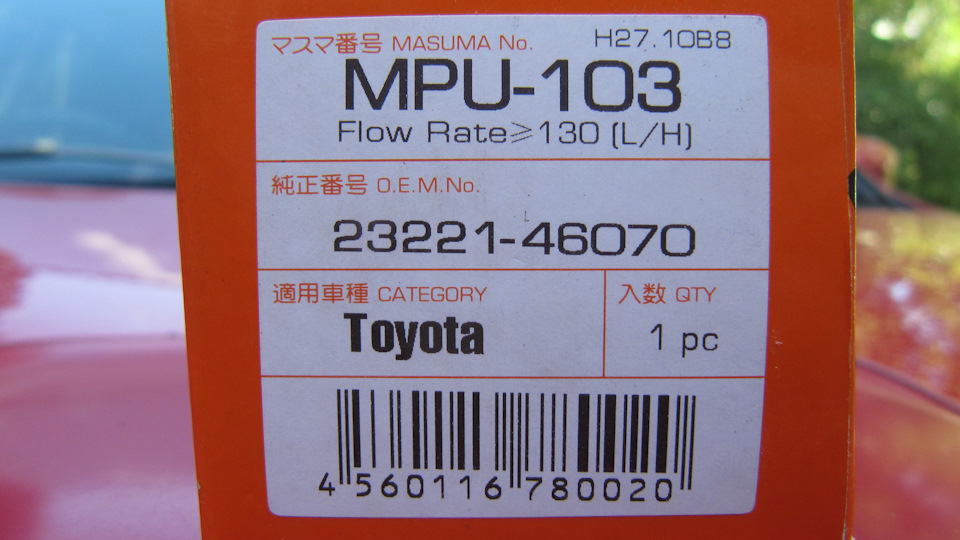 マスマ番号 MASUMA No. H27.10B8
MPU-103
Flow Rate≥130 (L/H)
純正番号 O.E.M.No.
23221-46070
適用車種 CATEGORY
Toyota
入数 QTY
1 pc
4 560116 780020